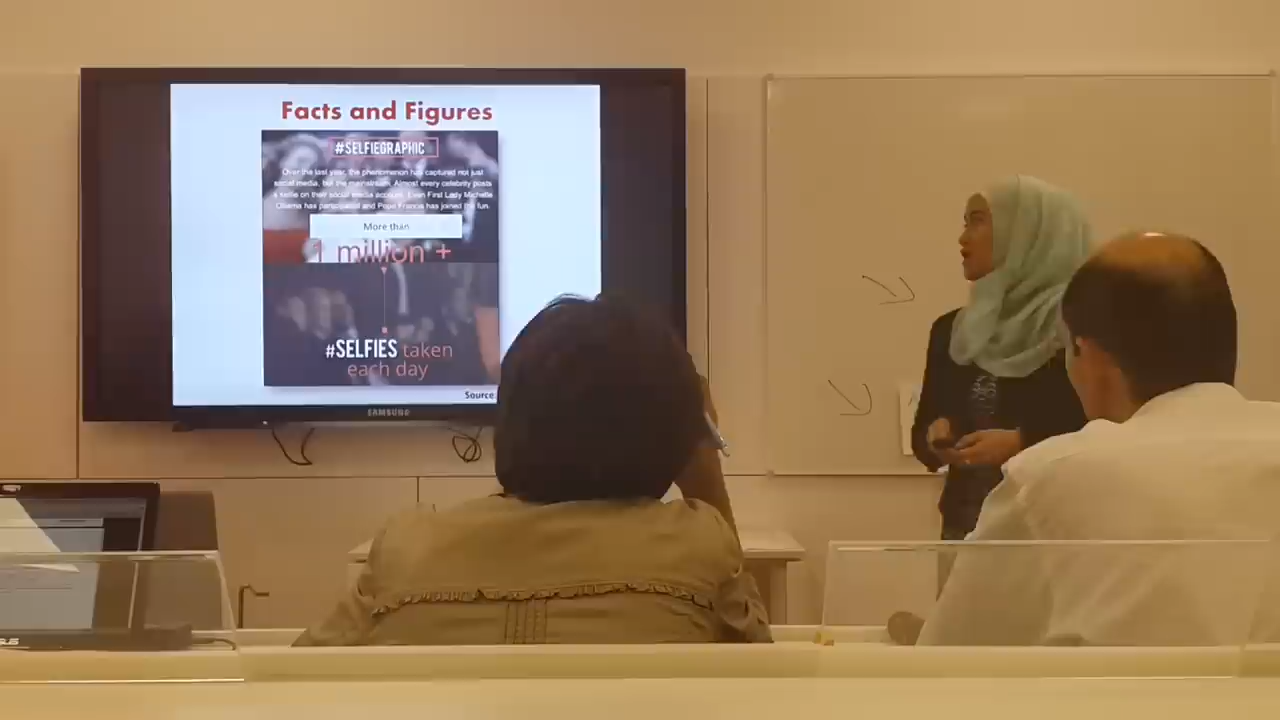 Facts and Figures
#SELFIEGRAPHIC
Over the last year, the phenomenon has captured not just
social media, but the mainstream. Almost every celebrity posts
a selfie on their social media account. Even First Lady Michelle
Obama has participated and Pope Francis has joined the fun.
More than
1 million +
#SELFIES taken
each day
Source
SAMSUNG